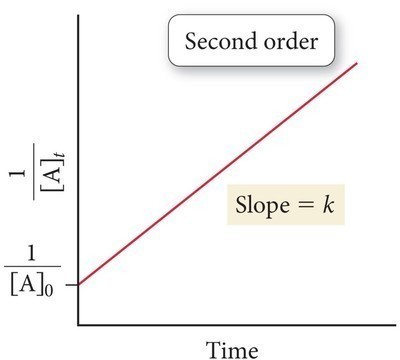 Second order
1
[A]t
Slope = k
1
[A]0
Time